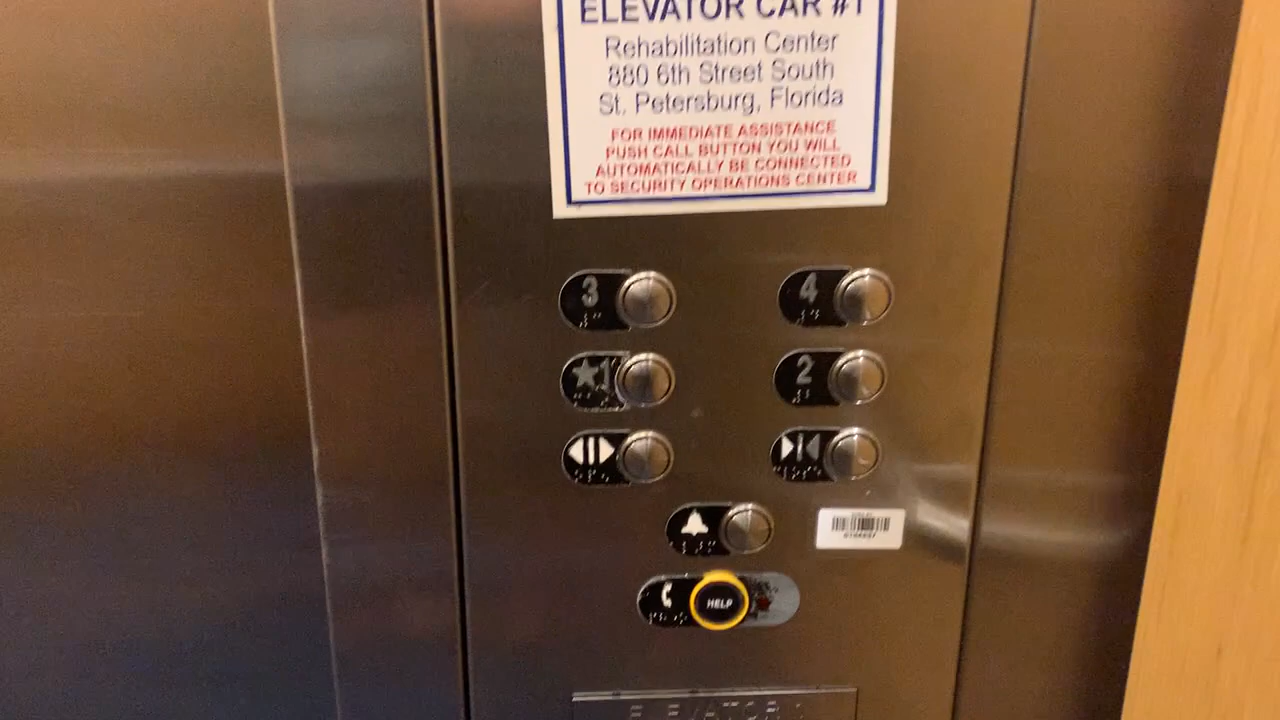 ELEVATOR CAR #1
Rehabilitation Center
880 6th Street South
St. Petersburg, Florida
FOR IMMEDIATE ASSISTANCE
PUSH CALL BUTTON YOU WILL
AUTOMATICALLY BE CONNECTED
TO SECURITY OPERATIONS CENTER
3 4
★1 2
HELP
ELEVATOR